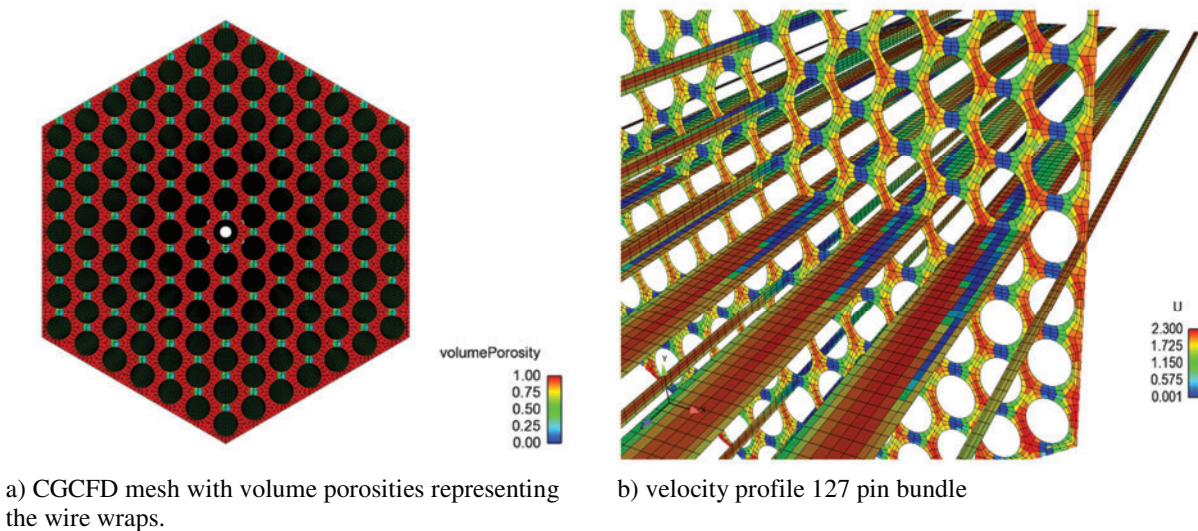 volumePorosity
1.00
0.75
0.50
0.25
0.00
U
2.300
1.725
1.150
0.575
0.001
a) CGCFD mesh with volume porosities representing
the wire wraps.
b) velocity profile 127 pin bundle